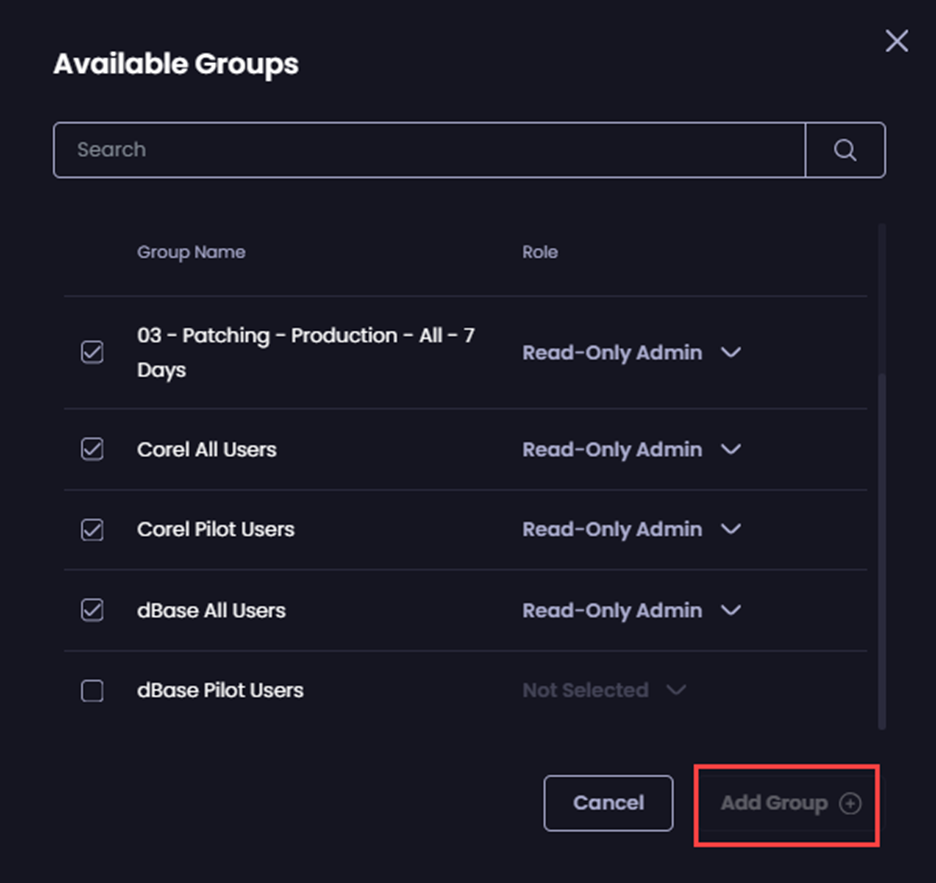 Available Groups
Search
Group Name Role
03 - Patching - Production - All - 7
Days
Read-Only Admin
Corel All Users Read-Only Admin
Corel Pilot Users Read-Only Admin
dBase All Users Read-Only Admin
dBase Pilot Users Not Selected
Cancel Add Group